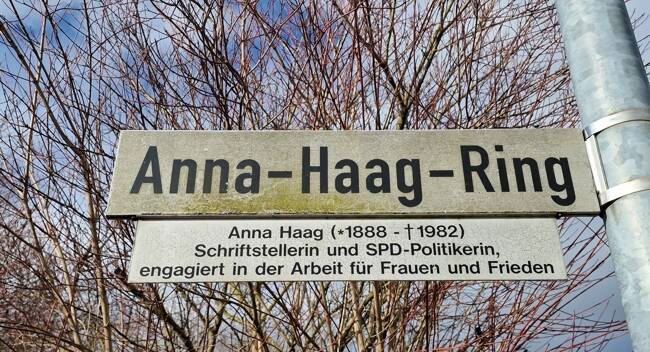 Anna-Haag-Ring
Anna Haag (*1888 - †1982)
Schriftstellerin und SPD-Politikerin,
engagiert in der Arbeit für Frauen und Frieden